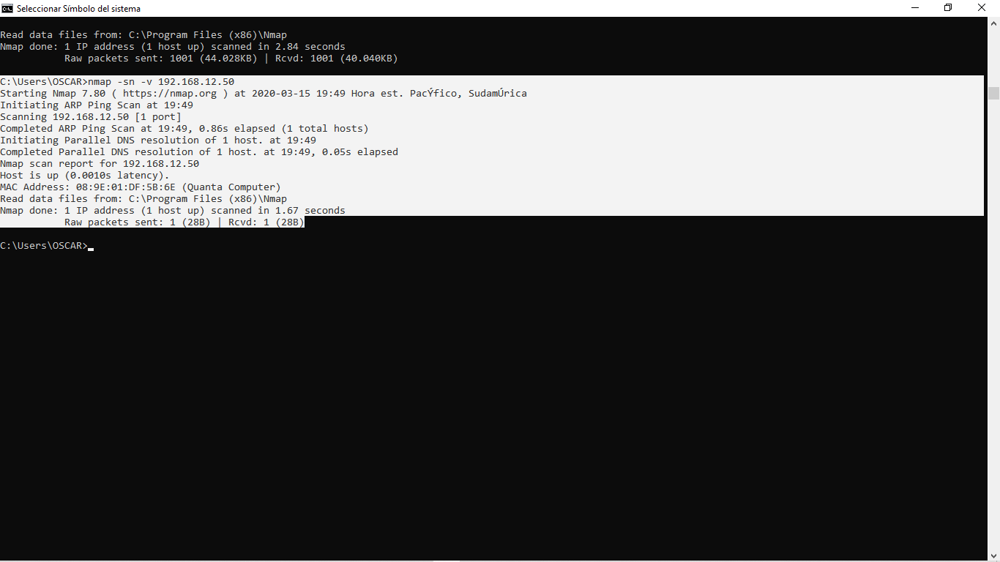 Seleccionar Símbolo del sistema
Read data files from: C:\Program Files (x86)\Nmap
Nmap done: 1 IP address (1 host up) scanned in 2.84 seconds
Raw packets sent: 1001 (44.028KB) | Rcvd: 1001 (40.040KB)
C:\Users\OSCAR>nmap -sn -v 192.168.12.50
Starting Nmap 7.80 ( https://nmap.org ) at 2020-03-15 19:49 Hora est. PacÝfico, SudamÚrica
Initiating ARP Ping Scan at 19:49
Scanning 192.168.12.50 [1 port]
Completed ARP Ping Scan at 19:49, 0.86s elapsed (1 total hosts)
Initiating Parallel DNS resolution of 1 host. at 19:49
Completed Parallel DNS resolution of 1 host. at 19:49, 0.05s elapsed
Nmap scan report for 192.168.12.50
Host is up (0.0010s latency).
MAC Address: 08:9E:01:DF:5B:6E (Quanta Computer)
Read data files from: C:\Program Files (x86)\Nmap
Nmap done: 1 IP address (1 host up) scanned in 1.67 seconds
Raw packets sent: 1 (28B) | Rcvd: 1 (28B)
C:\Users\OSCAR>